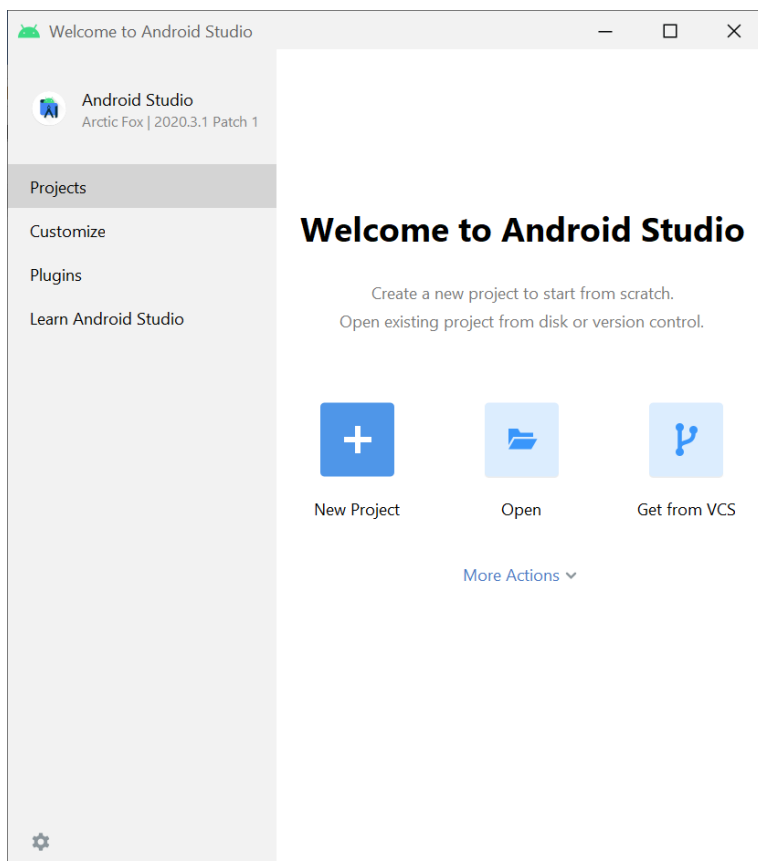 Welcome to Android Studio
Android Studio
Arctic Fox | 2020.3.1 Patch 1
Projects
Customize
Plugins
Learn Android Studio
Welcome to Android Studio
Create a new project to start from scratch.
Open existing project from disk or version control.
New Project
Open
Get from VCS
More Actions